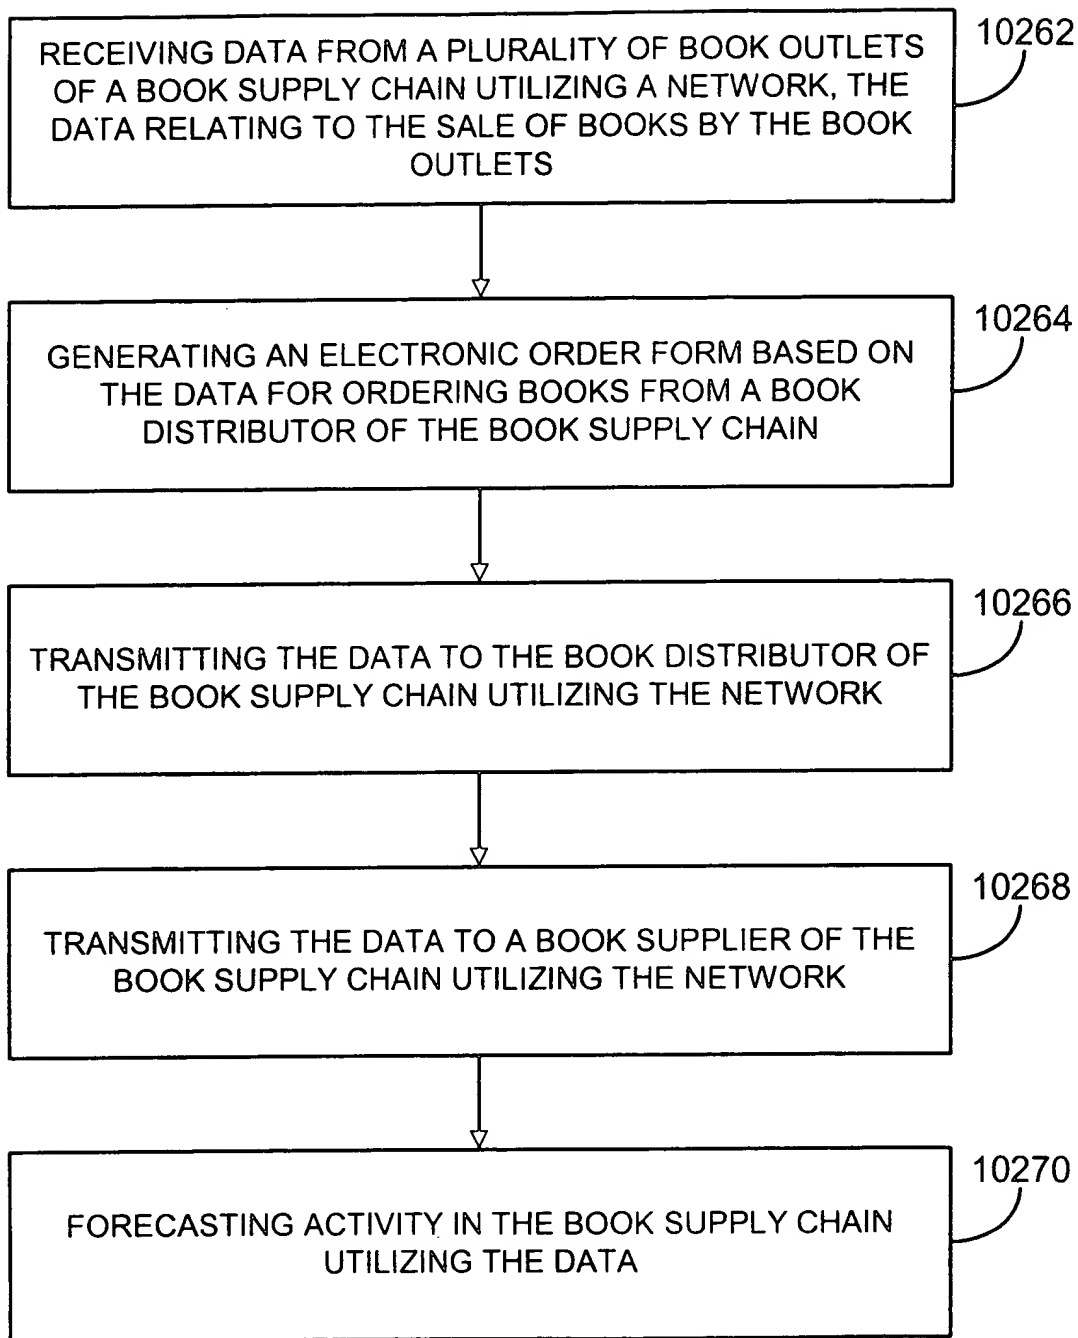 RECEIVING DATA FROM A PLURALITY OF BOOK OUTLETS
OF A BOOK SUPPLY CHAIN UTILIZING A NETWORK, THE
DATA RELATING TO THE SALE OF BOOKS BY THE BOOK
OUTLETS
10262
GENERATING AN ELECTRONIC ORDER FORM BASED ON
THE DATA FOR ORDERING BOOKS FROM A BOOK
DISTRIBUTOR OF THE BOOK SUPPLY CHAIN
10264
TRANSMITTING THE DATA TO THE BOOK DISTRIBUTOR OF
THE BOOK SUPPLY CHAIN UTILIZING THE NETWORK
10266
TRANSMITTING THE DATA TO A BOOK SUPPLIER OF THE
BOOK SUPPLY CHAIN UTILIZING THE NETWORK
10268
FORECASTING ACTIVITY IN THE BOOK SUPPLY CHAIN
UTILIZING THE DATA
10270